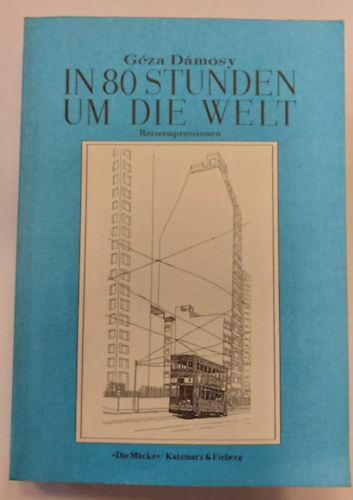 Géza Dámosy
IN 80 STUNDEN
UM DIE WELT
Reiseimpressionen
»Die Mücke« · Katzmarz & Fieberg